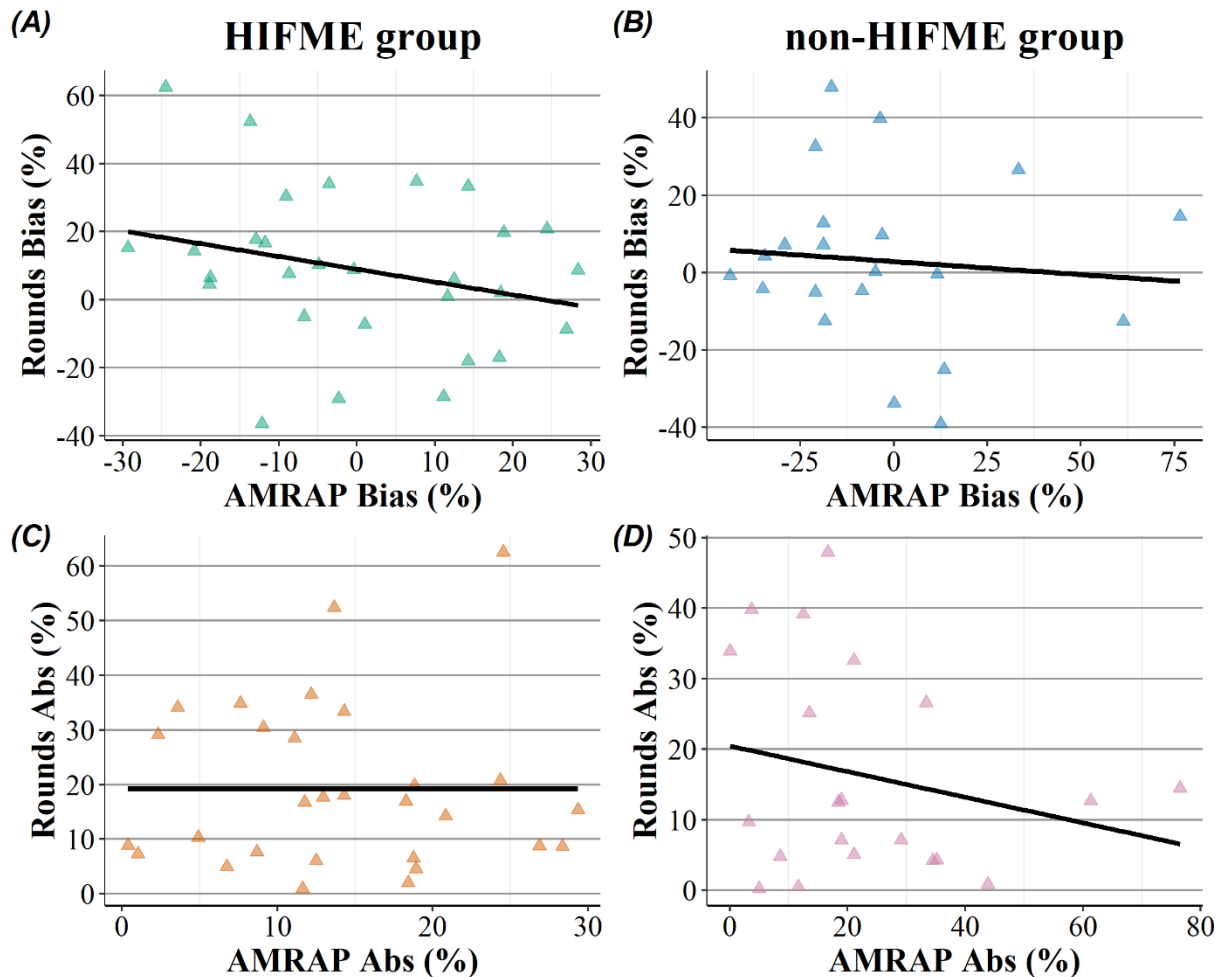 (A) HIFME group
(B) non-HIFME group
Rounds Bias (%)
60
40
20
0
-20
-40
-30 -20 -10 0 10 20 30
AMRAP Bias (%)
Rounds Bias (%)
40
20
0
-20
-40
-25 0 25 50 75
AMRAP Bias (%)
(C)
Rounds Abs (%)
60
50
40
30
20
10
0
0 10 20 30
AMRAP Abs (%)
(D)
Rounds Abs (%)
50
40
30
20
10
0
0 20 40 60 80
AMRAP Abs (%)